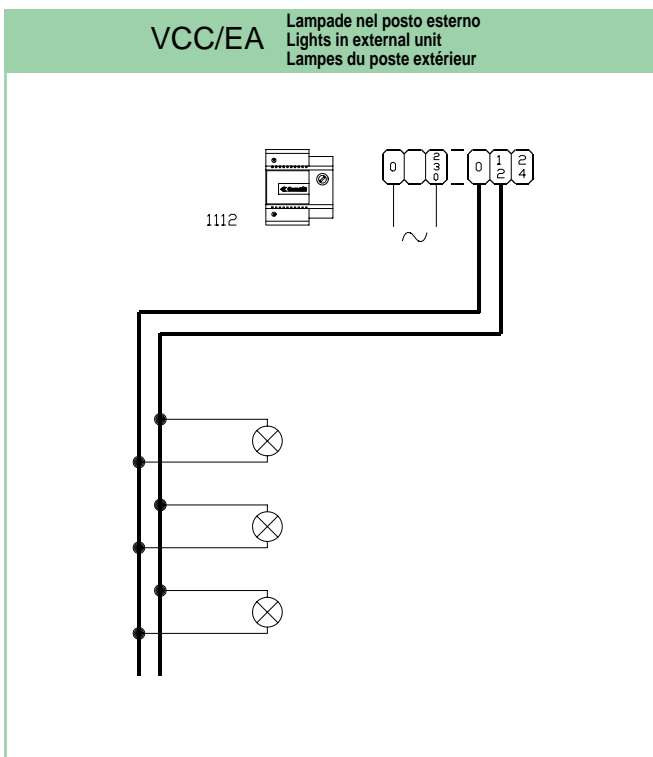 VCC/EA
Lampade nel posto esterno
Lights in external unit
Lampes du poste extérieur
0 230 0 12 24
1112